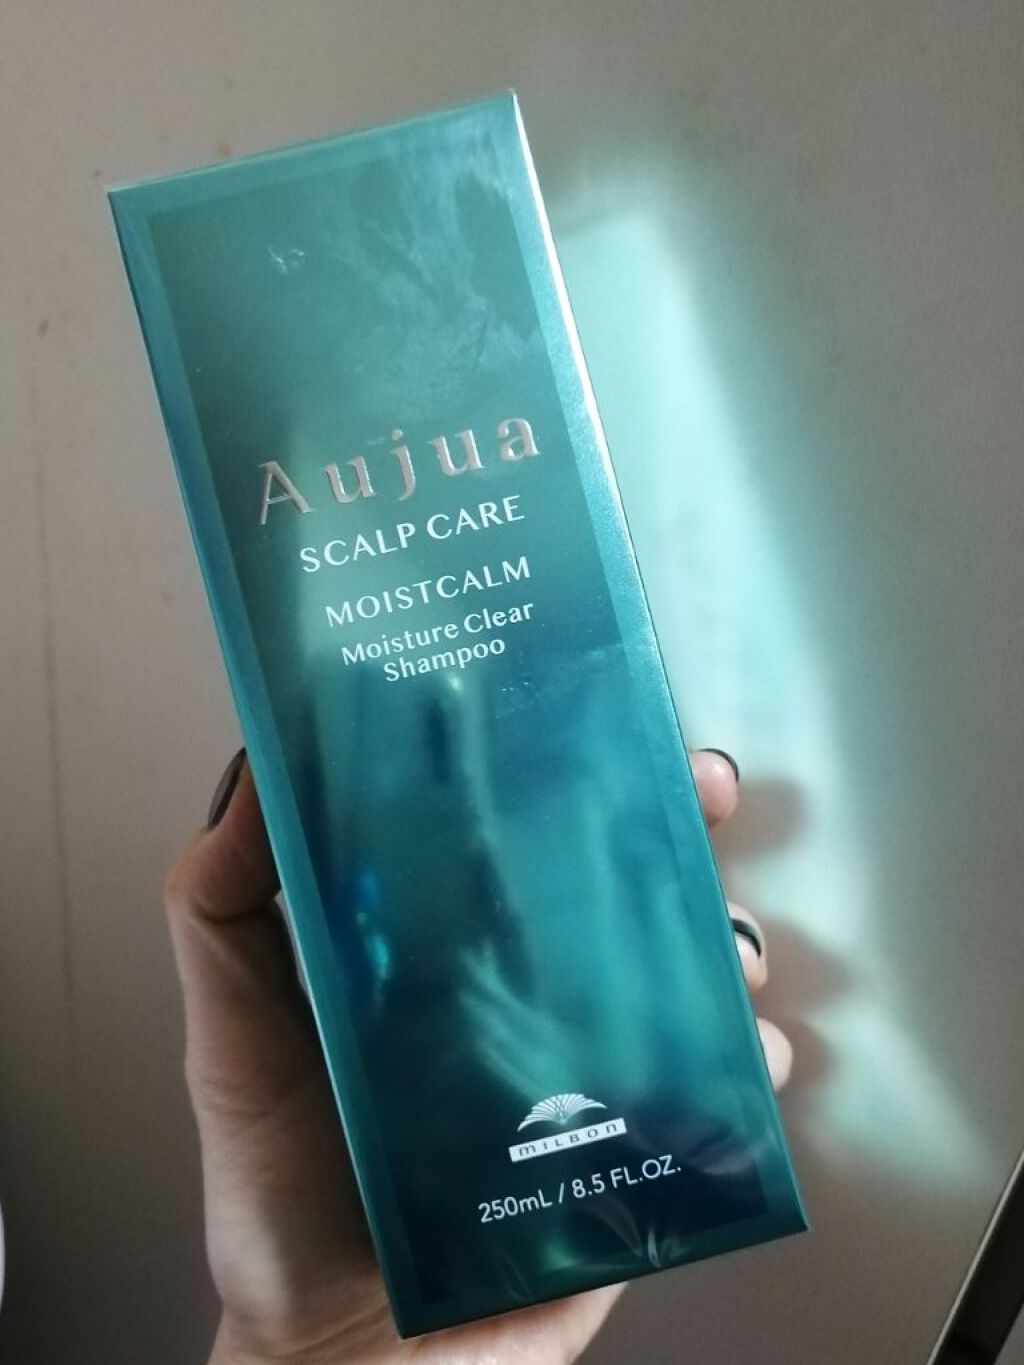 Aujua
SCALP CARE
MOISTCALM
Moisture Clear
Shampoo
MILBON
250mL / 8.5 FL.OZ.